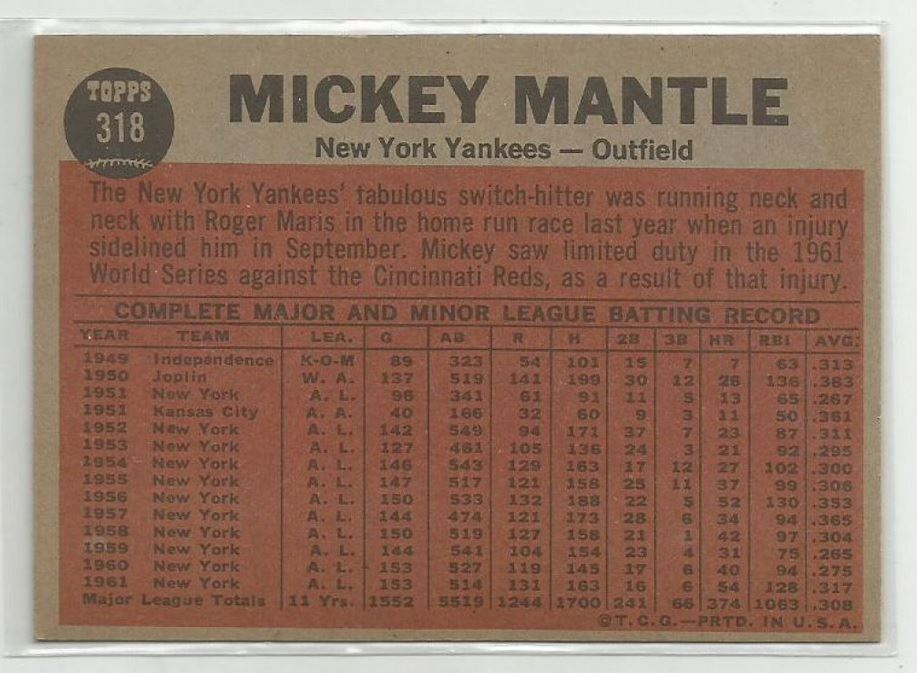 TOPPS
318
MICKEY MANTLE
New York Yankees — Outfield
The New York Yankees' fabulous switch-hitter was running neck and
neck with Roger Maris in the home run race last year when an injury
sidelined him in September. Mickey saw limited duty in the 1961
World Series against the Cincinnati Reds, as a result of that injury.
COMPLETE MAJOR AND MINOR LEAGUE BATTING RECORD
YEAR TEAM LEA. G AB R H 2B 3B HR RBI AVG.
1949 Independence K-O-M 89 323 54 101 15 7 7 63 .313
1950 Joplin W. A. 137 519 141 199 30 12 26 136 .383
1951 New York A. L. 96 341 61 91 11 5 13 65 .267
1951 Kansas City A. A. 40 166 32 60 9 3 11 50 .361
1952 New York A. L. 142 549 94 171 37 7 23 87 .311
1953 New York A. L. 127 461 105 136 24 3 21 92 .295
1954 New York A. L. 146 543 129 163 17 12 27 102 .300
1955 New York A. L. 147 517 121 158 25 11 37 99 .306
1956 New York A. L. 150 533 132 188 22 5 52 130 .353
1957 New York A. L. 144 474 121 173 28 6 34 94 .365
1958 New York A. L. 150 519 127 158 21 1 42 97 .304
1959 New York A. L. 144 541 104 154 23 4 31 75 .265
1960 New York A. L. 153 527 119 145 17 6 40 94 .275
1961 New York A. L. 153 514 131 163 16 6 54 128 .317
Major League Totals 11 Yrs. 1552 5519 1244 1700 241 66 374 1063 .308
©T.C.G.—PRTD. IN U.S.A.